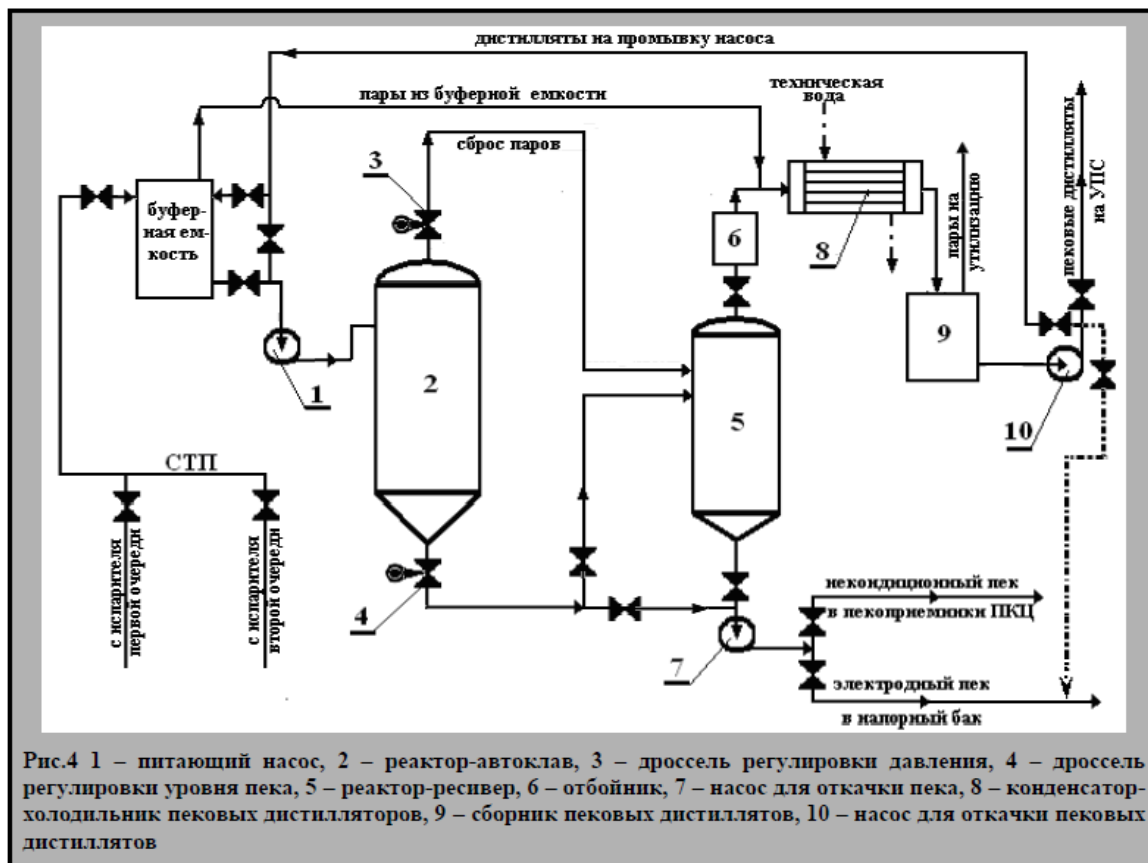 дистилляты на промывку насоса
пары из буферной емкости
техническая
вода
сброс паров
3
пековые дистилляты
на УПС
буфер-
ная ем-
кость
6
8
пары на
утилизацию
9
1
2
5
10
СТП
с испарителя
первой очереди
с испарителя
второй очереди
4
некондиционный пек
в пекоприемники ПКЦ
7
электродный пек
в напорный бак
Рис.4 1 – питающий насос, 2 – реактор-автоклав, 3 – дроссель регулировки давления, 4 – дроссель
регулировки уровня пека, 5 – реактор-ресивер, 6 – отбойник, 7 – насос для откачки пека, 8 – конденсатор-
холодильник пековых дистилляторов, 9 – сборник пековых дистиллятов, 10 – насос для откачки пековых
дистиллятов